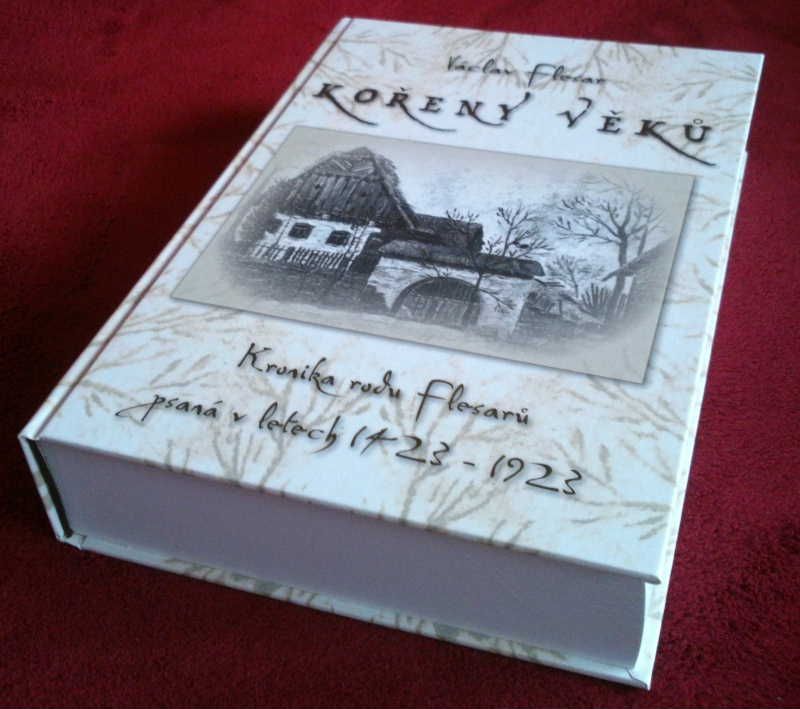 Václav Flesar
KOŘENY VĚKŮ
Kronika rodu Flesarů
psaná v letech 1423 - 1923